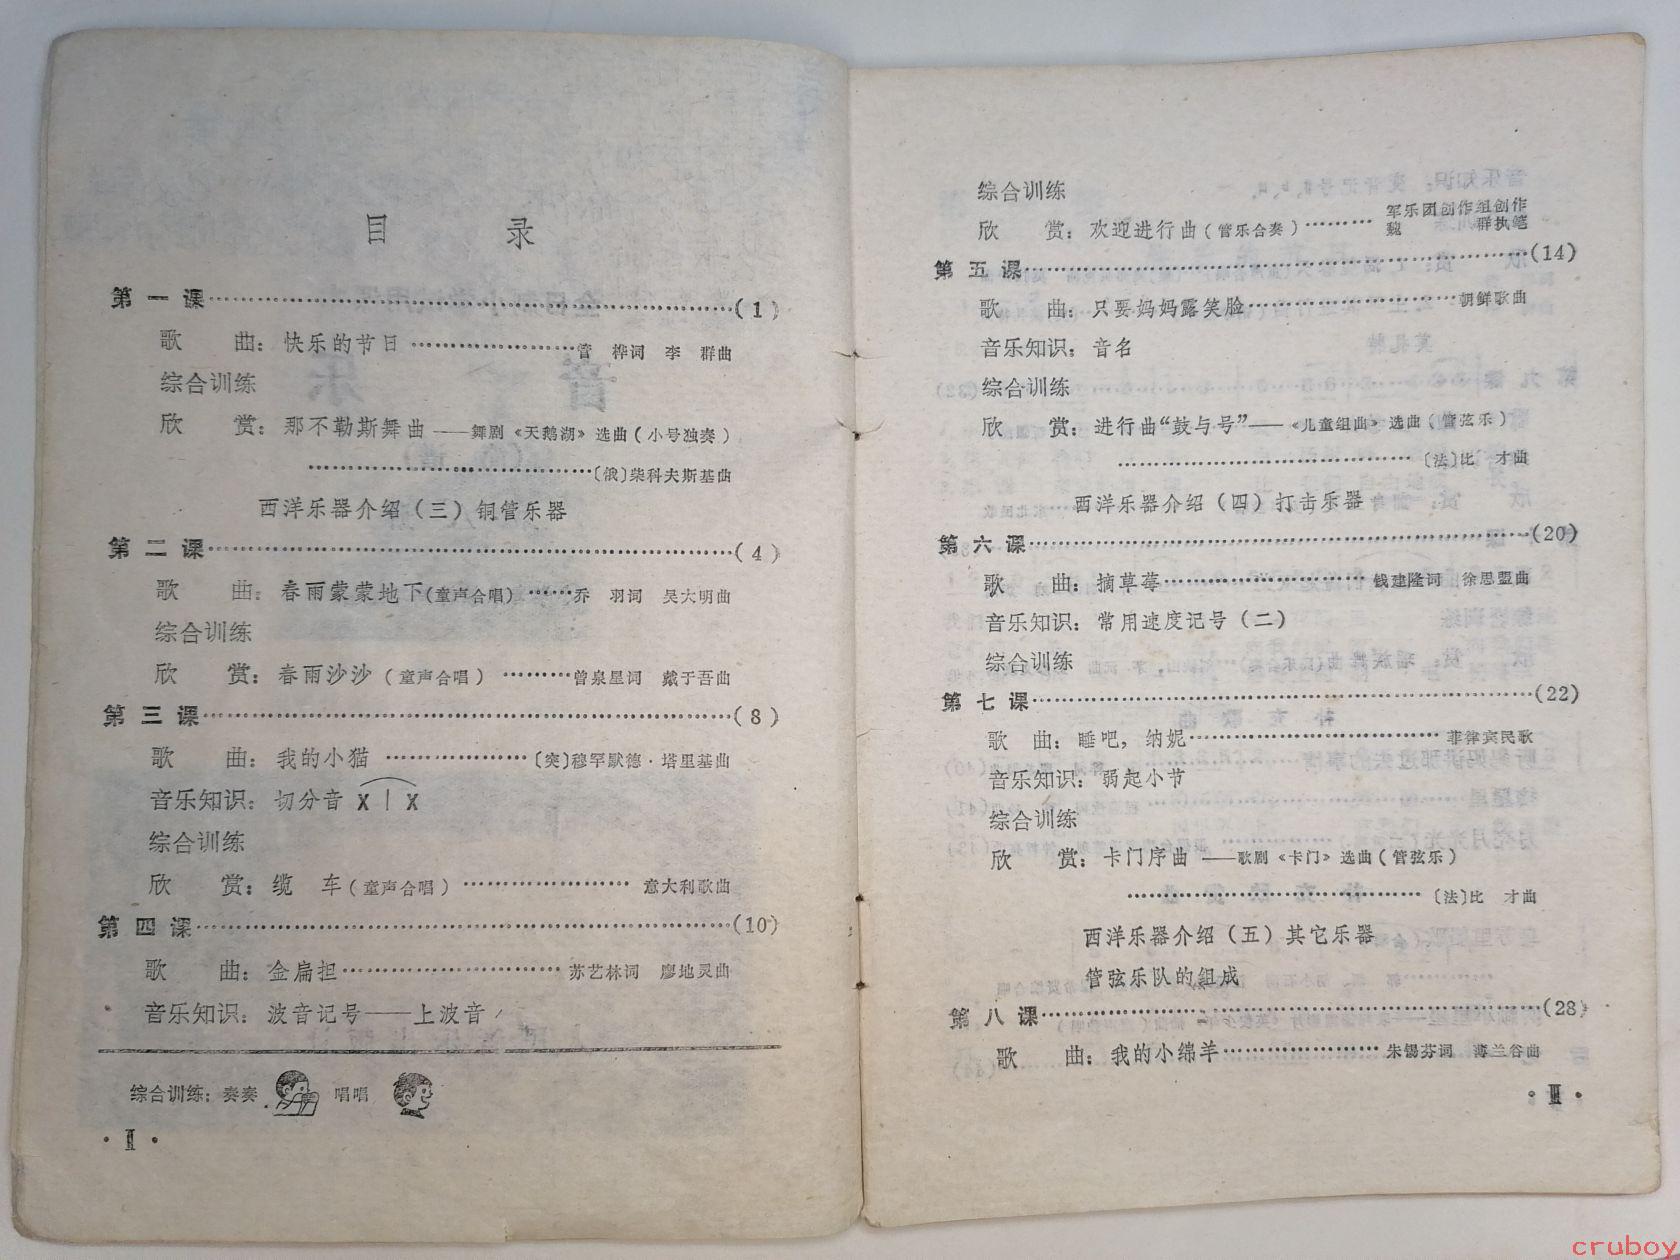 目 录
第一课……(1)
歌 曲：快乐的节日……管 桦词 李 群曲
综合训练
欣 赏：那不勒斯舞曲——舞剧《天鹅湖》选曲(小号独奏)
……〔俄〕柴科夫斯基曲
西洋乐器介绍（三）铜管乐器
第二课……(4)
歌 曲：春雨蒙蒙地下(童声合唱)……乔 羽词 吴大明曲
综合训练
欣 赏：春雨沙沙(童声合唱)……曾泉星词 戴于吾曲
第三课……(8)
歌 曲：我的小猫……〔突〕穆罕默德·塔里基曲
音乐知识：切分音 X | X
综合训练
欣 赏：缆 车(童声合唱)……意大利歌曲
第四课……(10)
歌 曲：金扁担……苏艺林词 廖地灵曲
音乐知识：波音记号——上波音
综合训练：奏奏 唱唱
·Ⅱ·
综合训练
欣 赏：欢迎进行曲(管乐合奏)……军乐团创作组创作
魏 群执笔
第五课……(14)
歌 曲：只要妈妈露笑脸……朝鲜歌曲
音乐知识：音名
综合训练
欣 赏：进行曲“鼓与号”——《儿童组曲》选曲(管弦乐)
……〔法〕比 才曲
西洋乐器介绍（四）打击乐器
第六课……(20)
歌 曲：摘草莓……钱建隆词 徐思盟曲
音乐知识：常用速度记号（二）
综合训练
第七课……(22)
歌 曲：睡吧，纳妮……菲律宾民歌
音乐知识：弱起小节
综合训练
欣 赏：卡门序曲——歌剧《卡门》选曲(管弦乐)
……〔法〕比 才曲
西洋乐器介绍（五）其它乐器
管弦乐队的组成
第八课……(28)
歌 曲：我的小绵羊……朱锡芬词 薄兰谷曲
·Ⅲ·
cruboy